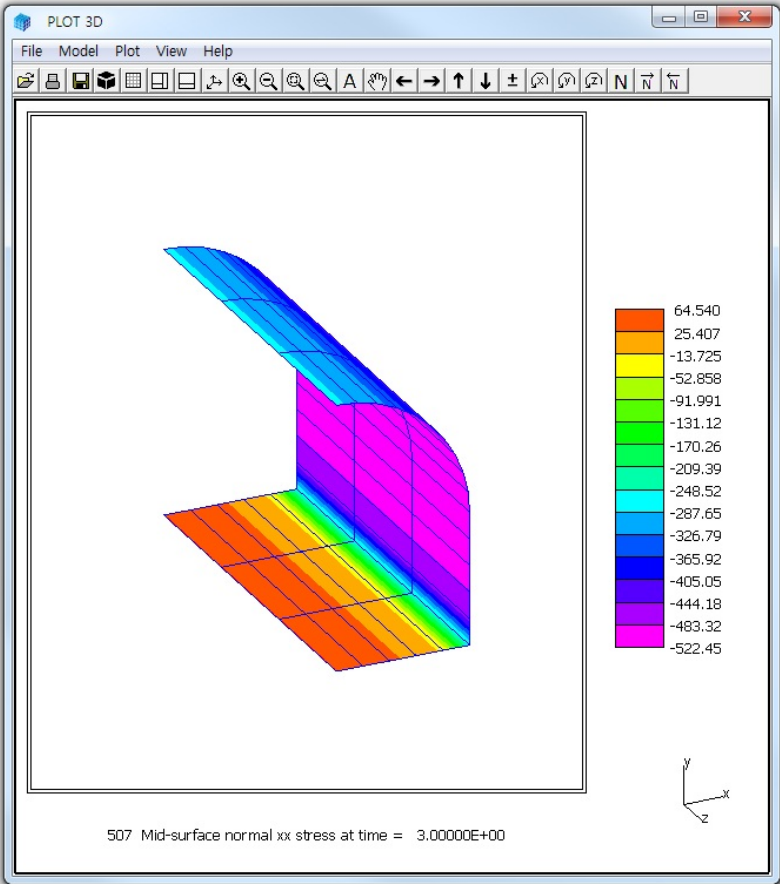 PLOT 3D
File Model Plot View Help
A ± x y z N N N
64.540
25.407
-13.725
-52.858
-91.991
-131.12
-170.26
-209.39
-248.52
-287.65
-326.79
-365.92
-405.05
-444.18
-483.32
-522.45
y
x
z
507 Mid-surface normal xx stress at time = 3.00000E+00